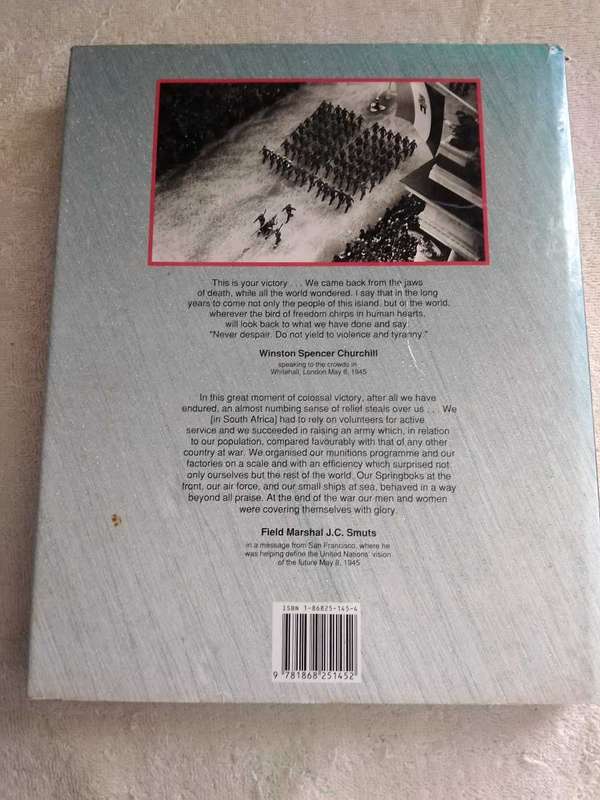 This is your victory . . . We came back from the jaws
of death, while all the world wondered. I say that in the long
years to come not only the people of this island, but of the world,
wherever the bird of freedom chirps in human hearts,
will look back to what we have done and say:
"Never despair. Do not yield to violence and tyranny."
Winston Spencer Churchill
speaking to the crowds in
Whitehall, London May 8, 1945
In this great moment of colossal victory, after all we have
endured, an almost numbing sense of relief steals over us . . . We
[in South Africa] had to rely on volunteers for active
service and we succeeded in raising an army which, in relation
to our population, compared favourably with that of any other
country at war. We organised our munitions programme and our
factories on a scale and with an efficiency which surprised not
only ourselves but the rest of the world. Our Springboks at the
front, our air force, and our small ships at sea, behaved in a way
beyond all praise. At the end of the war our men and women
were covering themselves with glory.
Field Marshal J.C. Smuts
in a message from San Francisco, where he
was helping define the United Nations' vision
of the future May 8, 1945
ISBN 1-86825-145-4
9 781868 251452